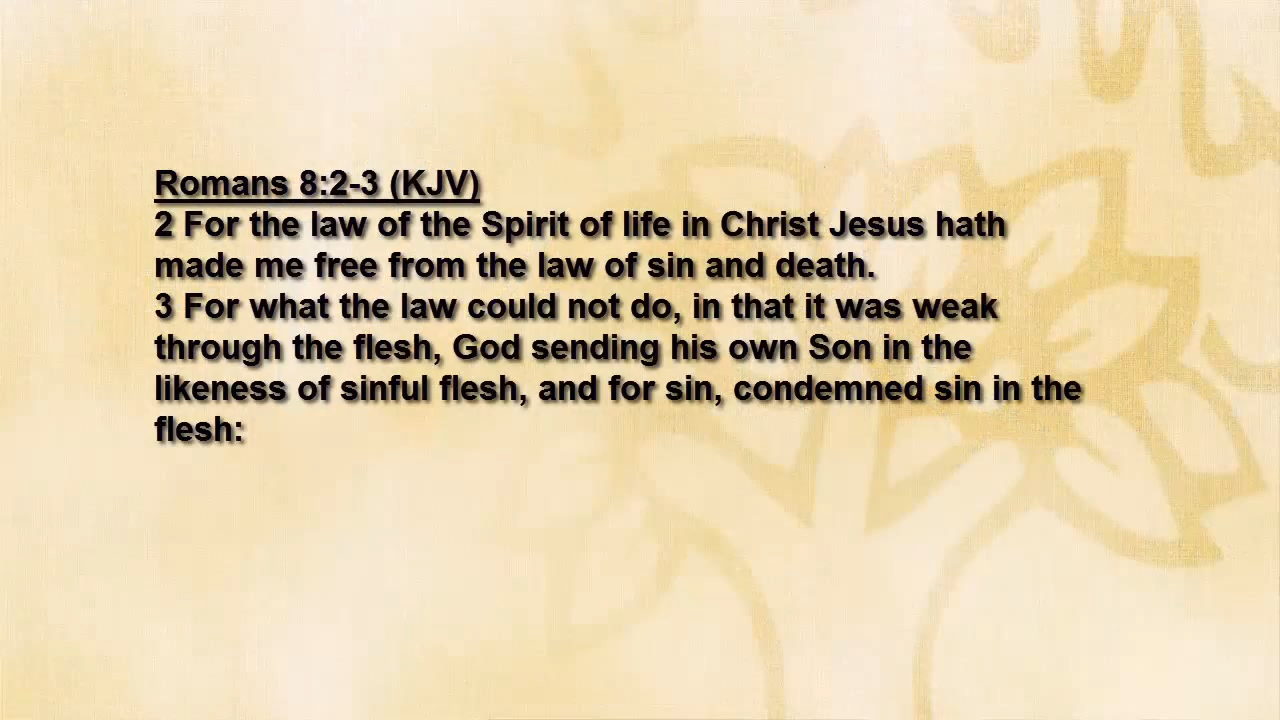 Romans 8:2-3 (KJV)
2 For the law of the Spirit of life in Christ Jesus hath
made me free from the law of sin and death.
3 For what the law could not do, in that it was weak
through the flesh, God sending his own Son in the
likeness of sinful flesh, and for sin, condemned sin in the
flesh: